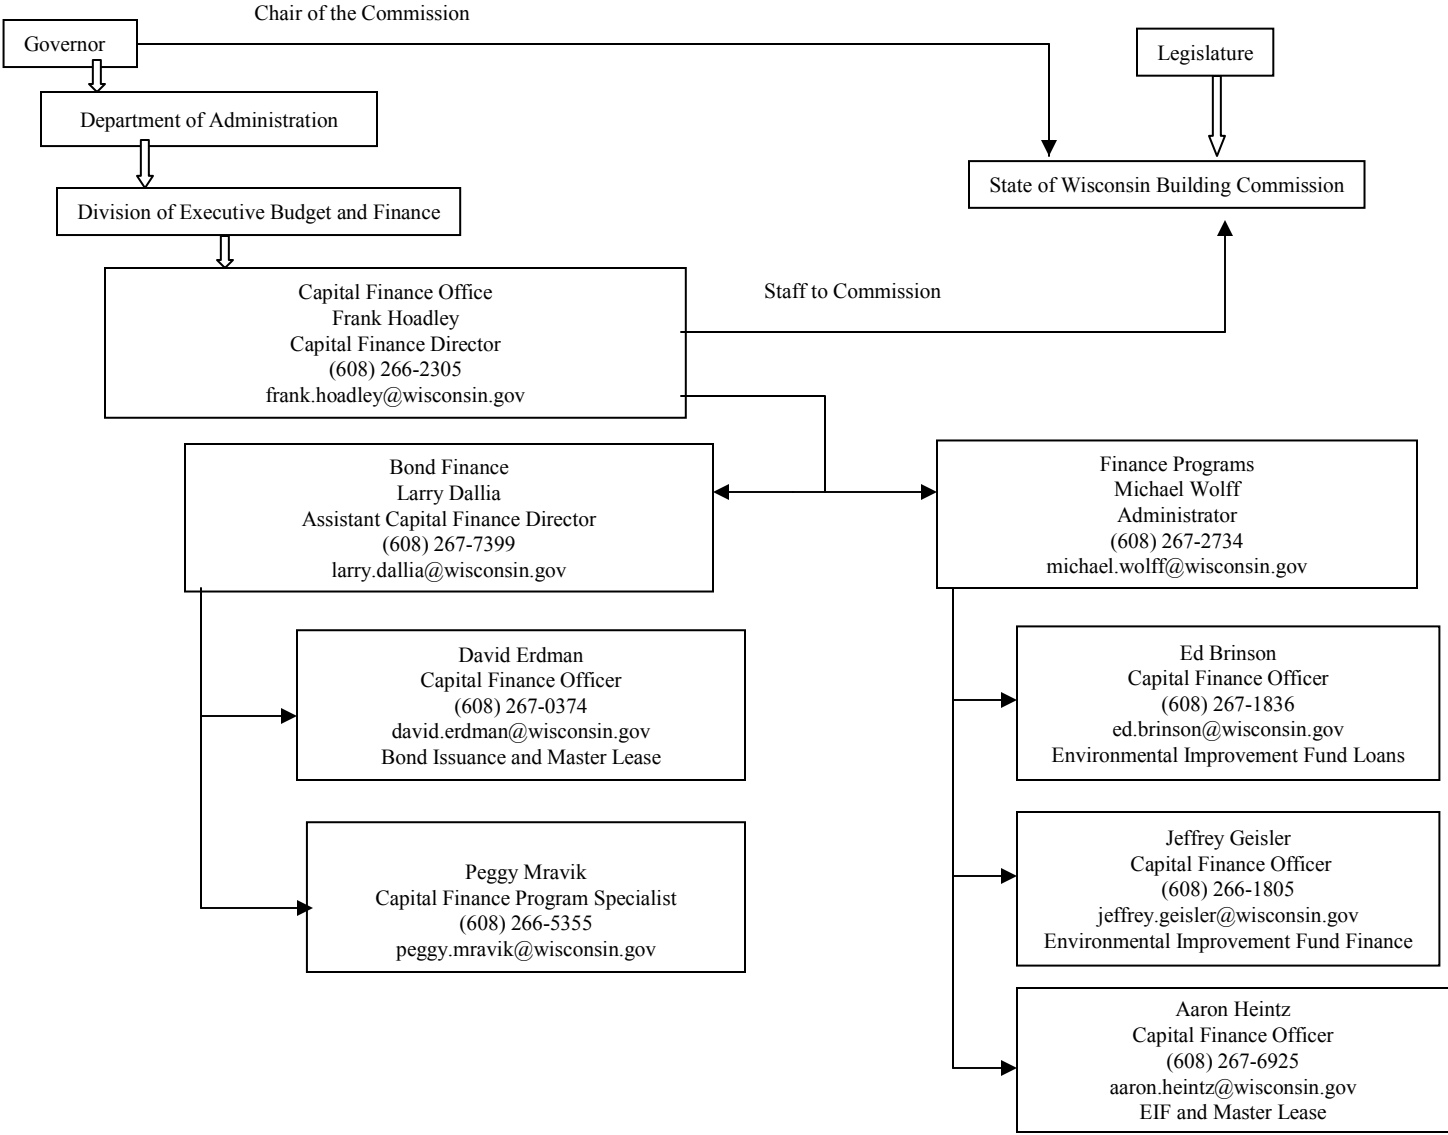 Chair of the Commission
Governor
Legislature
Department of Administration
State of Wisconsin Building Commission
Division of Executive Budget and Finance
Capital Finance Office
Frank Hoadley
Capital Finance Director
(608) 266-2305
frank.hoadley@wisconsin.gov
Staff to Commission
Bond Finance
Larry Dallia
Assistant Capital Finance Director
(608) 267-7399
larry.dallia@wisconsin.gov
Finance Programs
Michael Wolff
Administrator
(608) 267-2734
michael.wolff@wisconsin.gov
David Erdman
Capital Finance Officer
(608) 267-0374
david.erdman@wisconsin.gov
Bond Issuance and Master Lease
Peggy Mravik
Capital Finance Program Specialist
(608) 266-5355
peggy.mravik@wisconsin.gov
Ed Brinson
Capital Finance Officer
(608) 267-1836
ed.brinson@wisconsin.gov
Environmental Improvement Fund Loans
Jeffrey Geisler
Capital Finance Officer
(608) 266-1805
jeffrey.geisler@wisconsin.gov
Environmental Improvement Fund Finance
Aaron Heintz
Capital Finance Officer
(608) 267-6925
aaron.heintz@wisconsin.gov
EIF and Master Lease